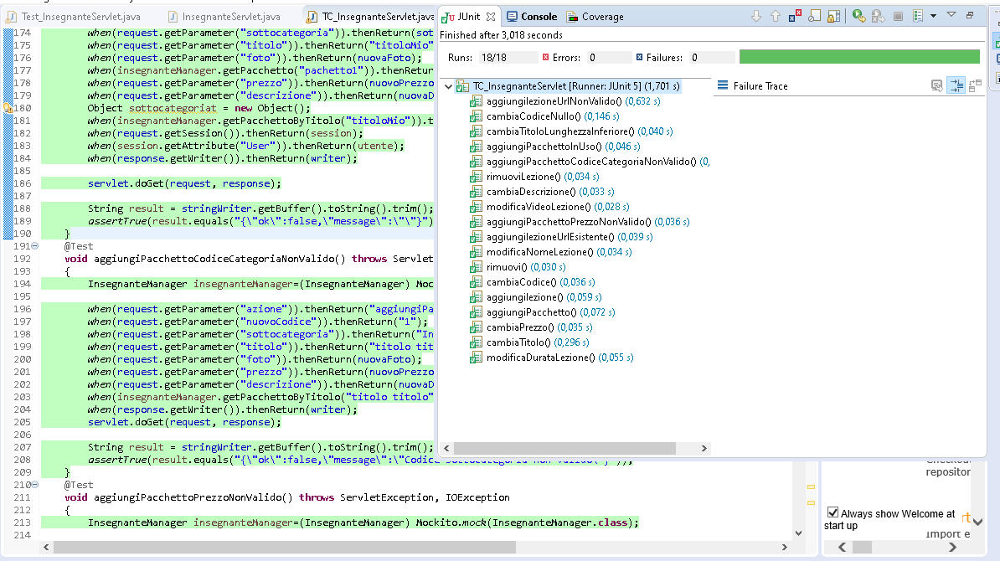 Test_InsegnanteServlet.java
InsegnanteServlet.java
TC_InsegnanteServlet.java
174 when(request.getParameter("sottocategoria")).thenReturn(sot
175 when(request.getParameter("titolo")).thenReturn("titoloMio"
176 when(request.getParameter("foto")).thenReturn(nuovaFoto);
177 when(insegnanteManager.getPacchetto("pachetto1")).thenRetur
178 when(request.getParameter("prezzo")).thenReturn(nuovoPrezzo
179 when(request.getParameter("descrizione")).thenReturn(nuovaD
180 Object sottocategoriat = new Object();
181 when(insegnanteManager.getPacchettoByTitolo("titoloMio")).t
182 when(request.getSession()).thenReturn(session);
183 when(session.getAttribute("User")).thenReturn(utente);
184 when(response.getWriter()).thenReturn(writer);
185
186 servlet.doGet(request, response);
187
188 String result = stringWriter.getBuffer().toString().trim();
189 assertTrue(result.equals("{\"ok\":false,\"message\":\"\"}")
190 }
191 @Test
192 void aggiungiPacchettoCodiceCategoriaNonValido() throws Servlet
193 {
194 InsegnanteManager insegnanteManager=(InsegnanteManager) Moc
195
196 when(request.getParameter("azione")).thenReturn("aggiungiPa
197 when(request.getParameter("nuovoCodice")).thenReturn("1");
198 when(request.getParameter("sottocategoria")).thenReturn("In
199 when(request.getParameter("titolo")).thenReturn("titolo tit
200 when(request.getParameter("foto")).thenReturn(nuovaFoto);
201 when(request.getParameter("prezzo")).thenReturn(nuovoPrezzo
202 when(request.getParameter("descrizione")).thenReturn(nuovaD
203 when(insegnanteManager.getPacchettoByTitolo("titolo titolo"
204 when(response.getWriter()).thenReturn(writer);
205 servlet.doGet(request, response);
206
207 String result = stringWriter.getBuffer().toString().trim();
208 assertTrue(result.equals("{\"ok\":false,\"message\":\"Codice sottocategoria non valido\"}"));
209 }
210 @Test
211 void aggiungiPacchettoPrezzoNonValido() throws ServletException, IOException
212 {
213 InsegnanteManager insegnanteManager=(InsegnanteManager) Mockito.mock(InsegnanteManager.class);
214
JUnit
Console
Coverage
Finished after 3,018 seconds
Runs: 18/18 Errors: 0 Failures: 0
TC_InsegnanteServlet [Runner: JUnit 5] (1,701 s)
aggiungilezioneUrlNonValido() (0,632 s)
cambiaCodiceNullo() (0,146 s)
cambiaTitoloLunghezzaInferiore() (0,040 s)
aggiungiPacchettoInUso() (0,046 s)
aggiungiPacchettoCodiceCategoriaNonValido() (0,
rimuoviLezione() (0,034 s)
cambiaDescrizione() (0,033 s)
modificaVideoLezione() (0,028 s)
aggiungiPacchettoPrezzoNonValido() (0,036 s)
aggiungilezioneUrlEsistente() (0,039 s)
modificaNomeLezione() (0,034 s)
rimuovi() (0,030 s)
cambiaCodice() (0,036 s)
aggiungilezione() (0,059 s)
aggiungiPacchetto() (0,072 s)
cambiaPrezzo() (0,035 s)
cambiaTitolo() (0,296 s)
modificaDurataLezione() (0,055 s)
Failure Trace
Checkout
repositor
Always show Welcome at
start up
Import e